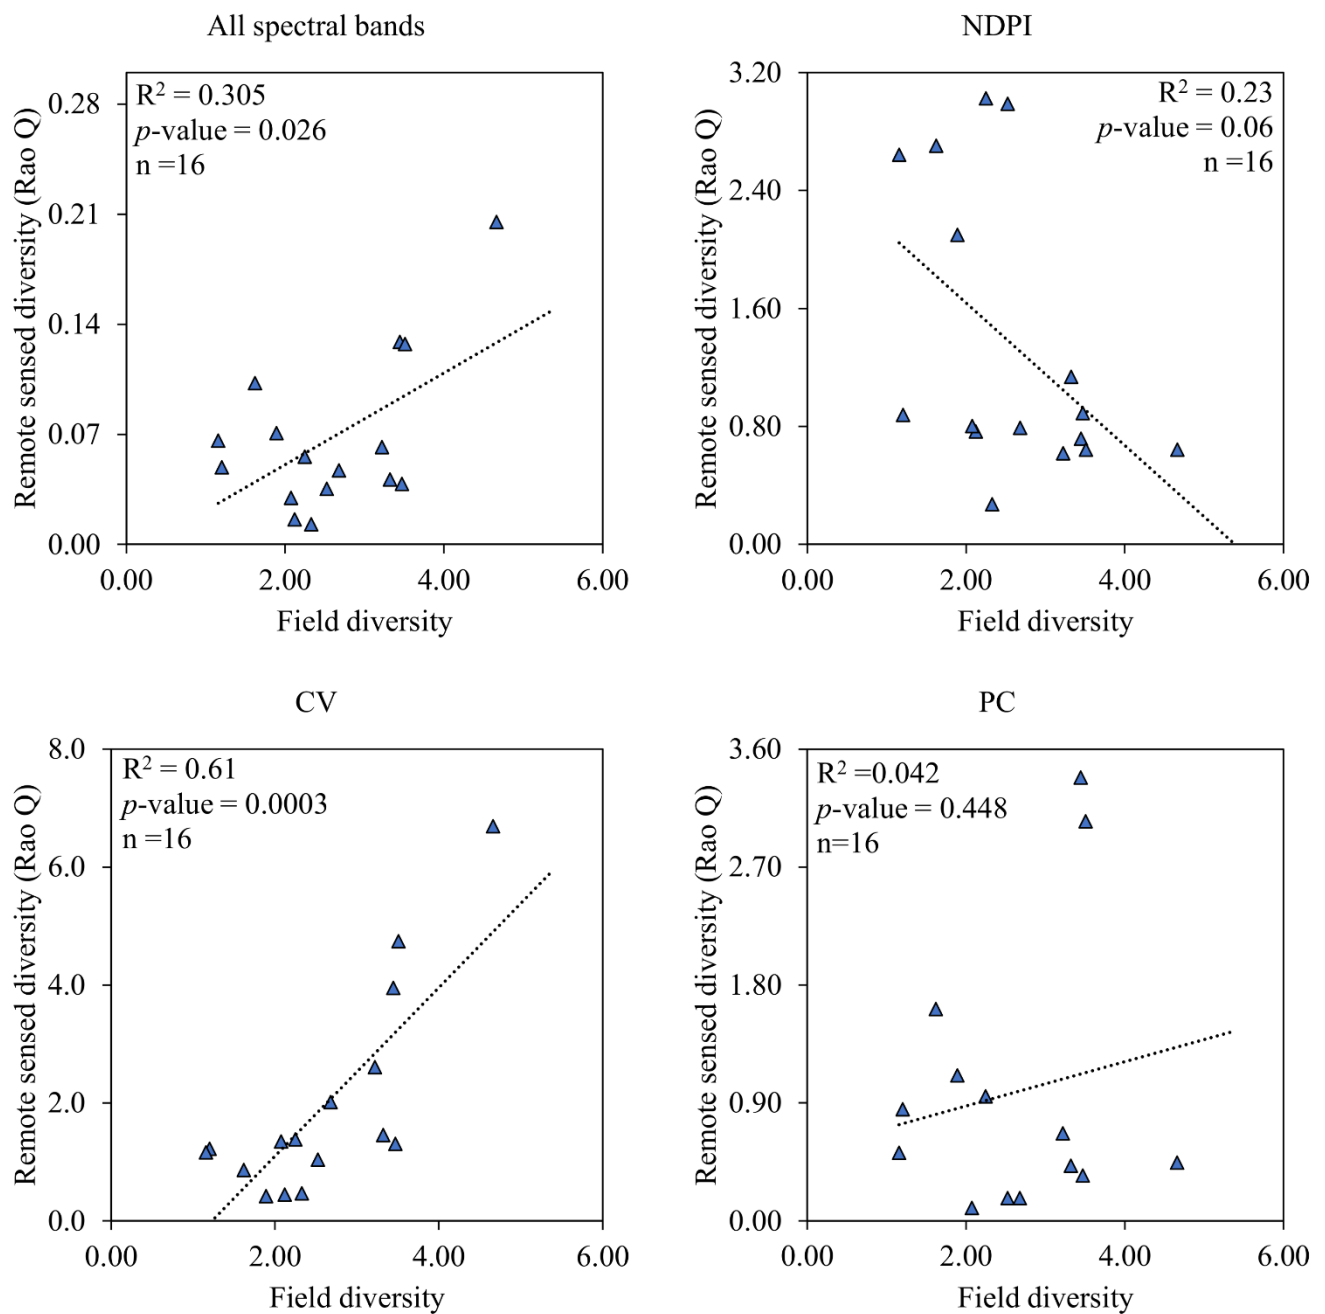 All spectral bands
R² = 0.305
p-value = 0.026
n =16
Remote sensed diversity (Rao Q)
0.28
0.21
0.14
0.07
0.00
0.00 2.00 4.00 6.00
Field diversity
NDPI
R² = 0.23
p-value = 0.06
n =16
Remote sensed diversity (Rao Q)
3.20
2.40
1.60
0.80
0.00
0.00 2.00 4.00 6.00
Field diversity
CV
R² = 0.61
p-value = 0.0003
n =16
Remote sensed diversity (Rao Q)
8.0
6.0
4.0
2.0
0.0
0.00 2.00 4.00 6.00
Field diversity
PC
R² =0.042
p-value = 0.448
n=16
Remote sensed diversity (Rao Q)
3.60
2.70
1.80
0.90
0.00
0.00 2.00 4.00 6.00
Field diversity